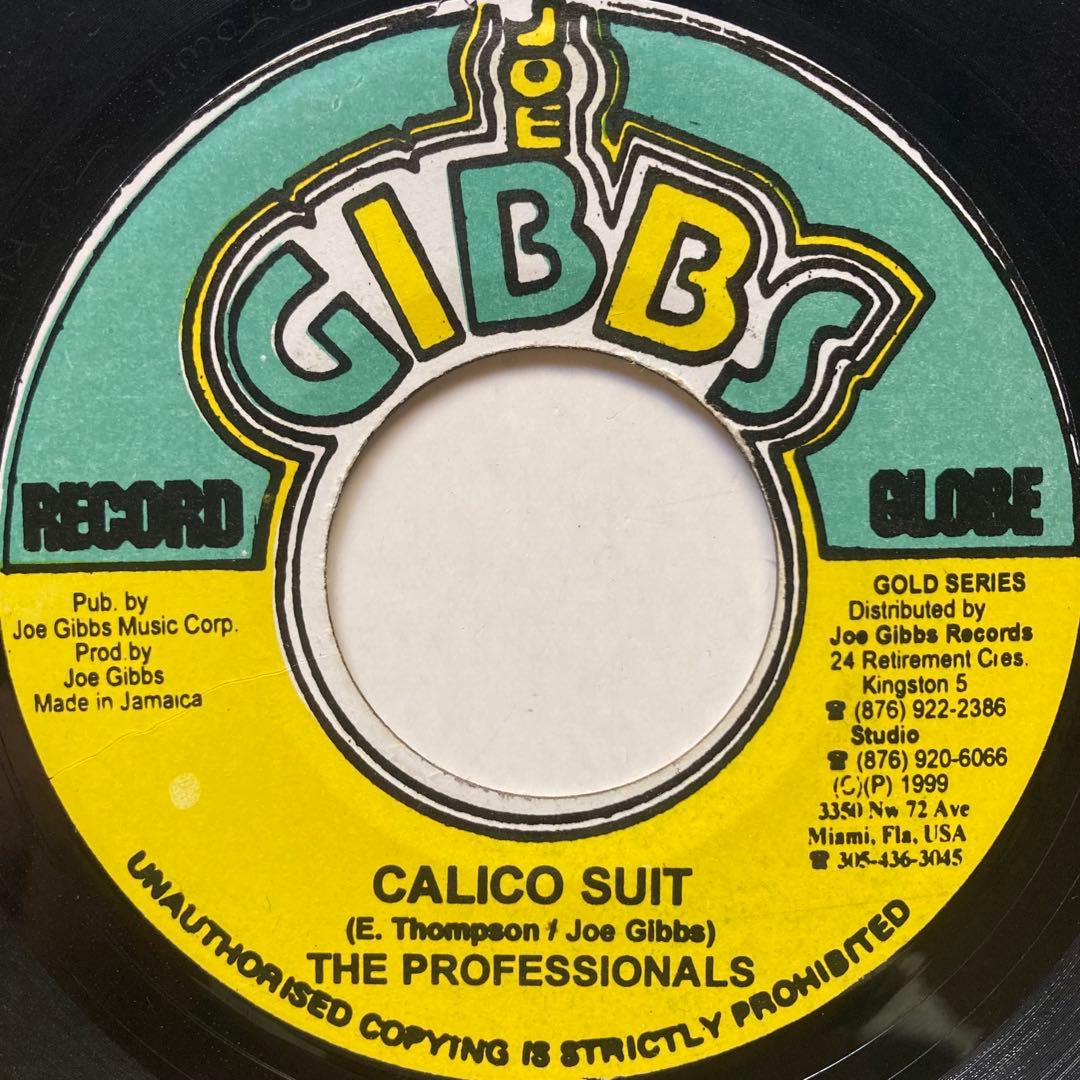 JOE
GIBBS
RECORD
GLOBE
Pub. by
Joe Gibbs Music Corp.
Prod.by
Joe Gibbs
Made in Jamaica
GOLD SERIES
Distributed by
Joe Gibbs Records
24 Retirement Cres.
Kingston 5
☎ (876) 922-2386
Studio
☎ (876) 920-6066
(C)(P) 1999
3350 Nw 72 Ave
Miami, Fla, USA
☎ 305-436-3045
CALICO SUIT
(E. Thompson / Joe Gibbs)
THE PROFESSIONALS
UNAUTHORISED COPYING IS STRICTLY PROHIBITED